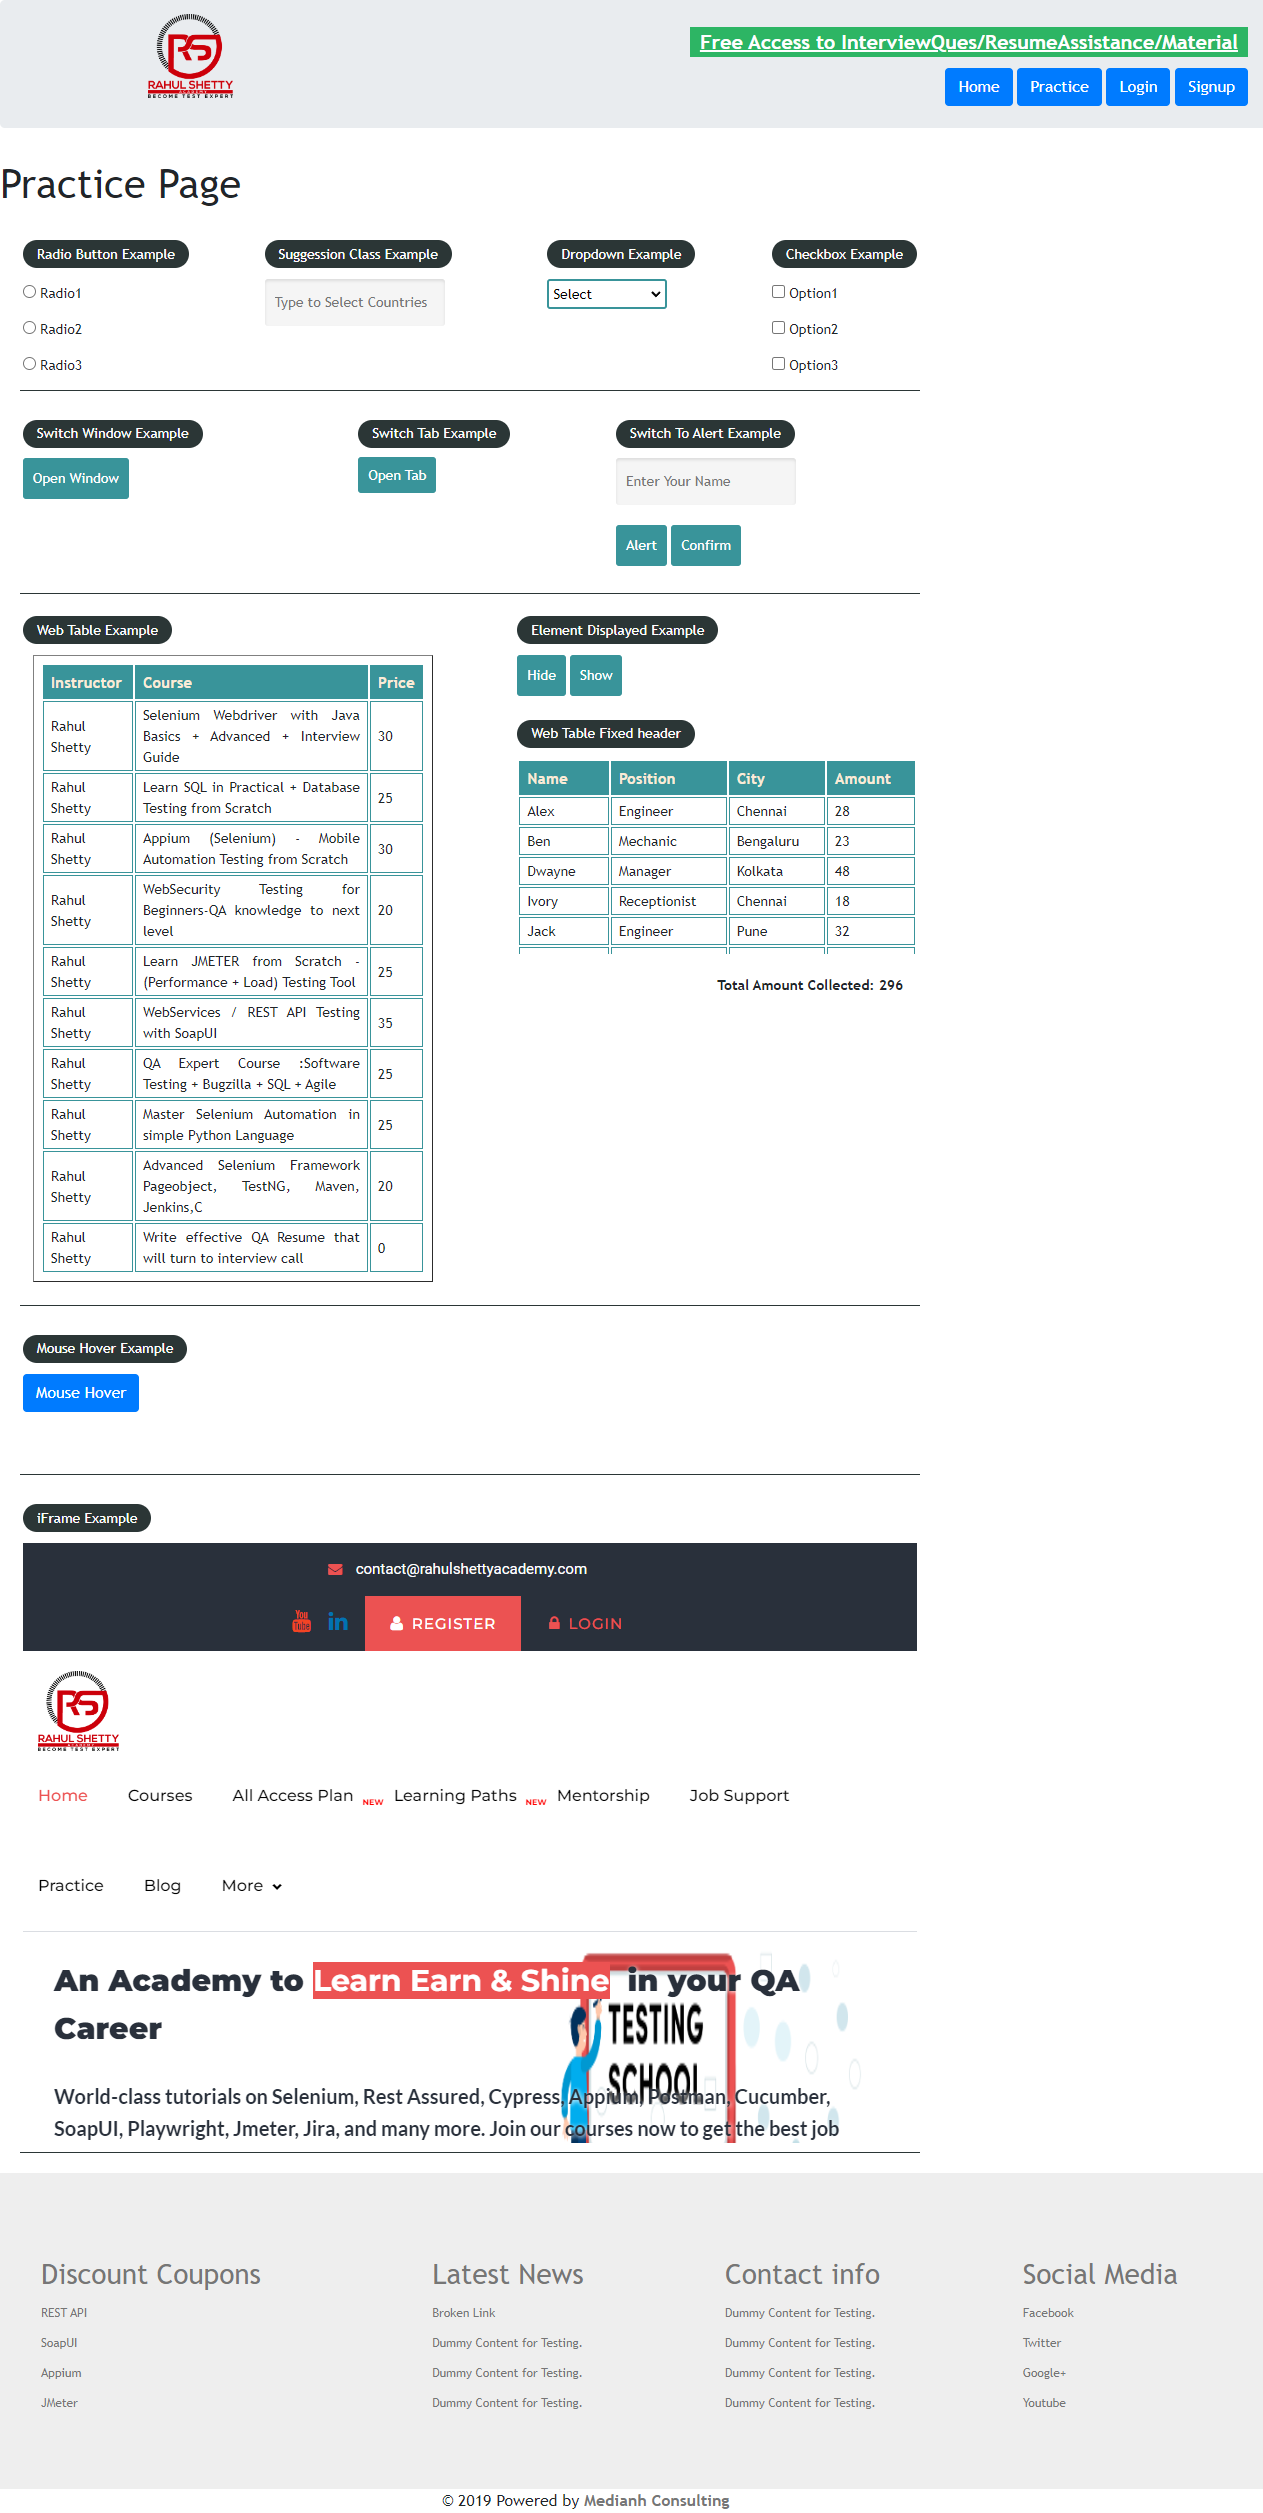 RAHUL SHETTY
ACADEMY
BECOME TEST EXPERT
Free Access to InterviewQues/ResumeAssistance/Material
Home Practice Login Signup
Practice Page
Radio Button Example
Radio1
Radio2
Radio3
Suggession Class Example
Type to Select Countries
Dropdown Example
Select
Checkbox Example
Option1
Option2
Option3
Switch Window Example
Open Window
Switch Tab Example
Open Tab
Switch To Alert Example
Enter Your Name
Alert Confirm
Web Table Example
Instructor Course Price
Rahul Shetty Selenium Webdriver with Java Basics + Advanced + Interview Guide 30
Rahul Shetty Learn SQL in Practical + Database Testing from Scratch 25
Rahul Shetty Appium (Selenium) - Mobile Automation Testing from Scratch 30
Rahul Shetty WebSecurity Testing for Beginners-QA knowledge to next level 20
Rahul Shetty Learn JMETER from Scratch - (Performance + Load) Testing Tool 25
Rahul Shetty WebServices / REST API Testing with SoapUI 35
Rahul Shetty QA Expert Course :Software Testing + Bugzilla + SQL + Agile 25
Rahul Shetty Master Selenium Automation in simple Python Language 25
Rahul Shetty Advanced Selenium Framework Pageobject, TestNG, Maven, Jenkins,C 20
Rahul Shetty Write effective QA Resume that will turn to interview call 0
Element Displayed Example
Hide Show
Web Table Fixed header
Name Position City Amount
Alex Engineer Chennai 28
Ben Mechanic Bengaluru 23
Dwayne Manager Kolkata 48
Ivory Receptionist Chennai 18
Jack Engineer Pune 32
Total Amount Collected: 296
Mouse Hover Example
Mouse Hover
iFrame Example
contact@rahulshettyacademy.com
You Tube in REGISTER LOGIN
RAHUL SHETTY
ACADEMY
BECOME TEST EXPERT
Home Courses All Access Plan NEW Learning Paths NEW Mentorship Job Support
Practice Blog More
An Academy to Learn Earn & Shine in your QA
Career
TESTING
SCHOOL
World-class tutorials on Selenium, Rest Assured, Cypress, Appium, Postman, Cucumber,
SoapUI, Playwright, Jmeter, Jira, and many more. Join our courses now to get the best job
Discount Coupons Latest News Contact info Social Media
REST API Broken Link Dummy Content for Testing. Facebook
SoapUI Dummy Content for Testing. Dummy Content for Testing. Twitter
Appium Dummy Content for Testing. Dummy Content for Testing. Google+
JMeter Dummy Content for Testing. Dummy Content for Testing. Youtube
© 2019 Powered by Medianh Consulting